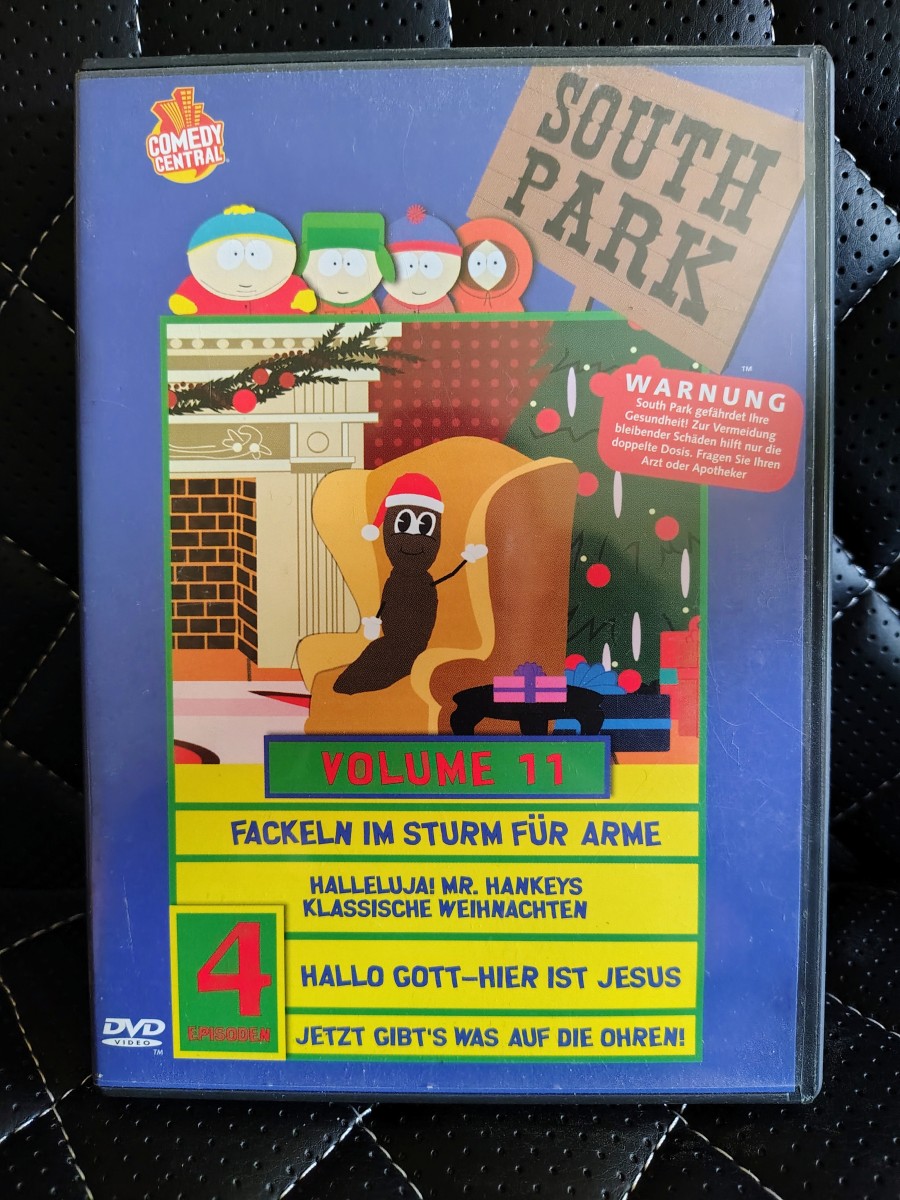 COMEDY
CENTRAL
SOUTH
PARK
TM
WARNUNG
South Park gefährdet Ihre
Gesundheit! Zur Vermeidung
bleibender Schäden hilft nur die
doppelte Dosis. Fragen Sie Ihren
Arzt oder Apotheker
VOLUME 11
FACKELN IM STURM FÜR ARME
HALLELUJA! MR. HANKEYS
KLASSISCHE WEIHNACHTEN
4
EPISODEN
HALLO GOTT–HIER IST JESUS
JETZT GIBT'S WAS AUF DIE OHREN!
DVD
VIDEO
TM